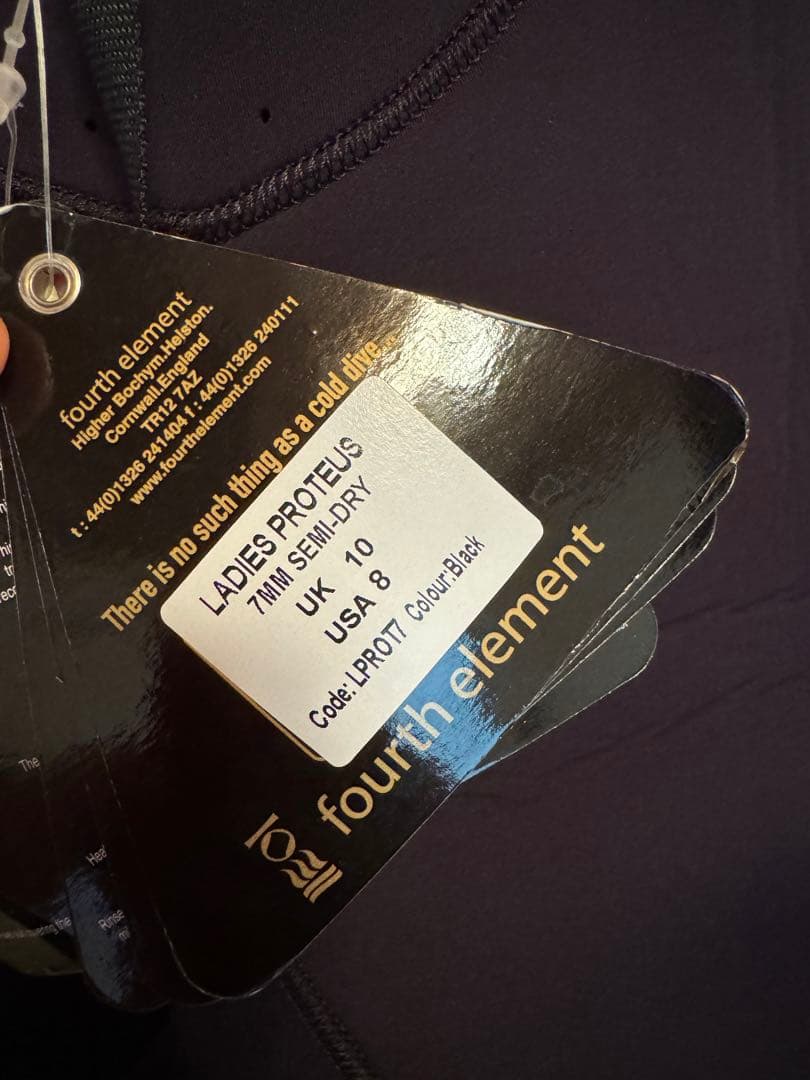 fourth element
Higher Bochym.Helston.
Cornwall.England
TR12 7AZ
t : 44(0)1326 241404 f : 44(0)1326 240111
www.fourthelement.com
There is no such thing as a cold dive...
LADIES PROTEUS
7MM SEMI-DRY
UK 10
USA 8
Code: LPROT7 Colour:Black
fourth element
The
Rinse